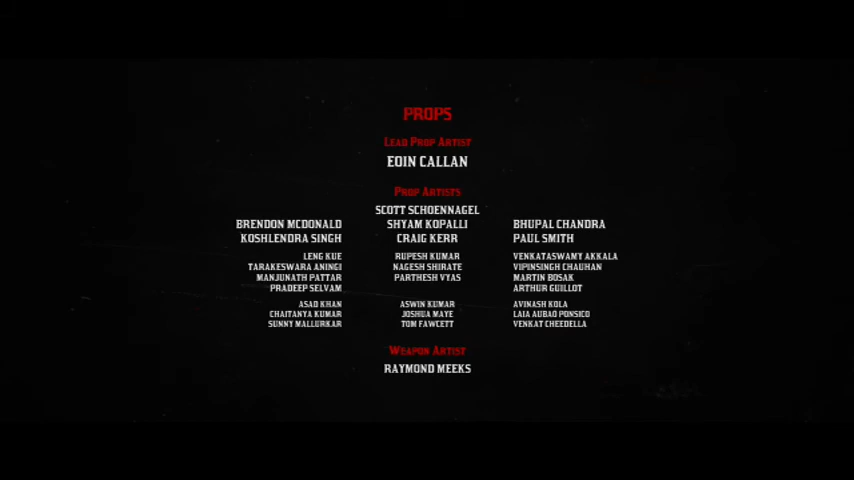 PROPS
LEAD PROP ARTIST
EOIN CALLAN
PROP ARTISTS
SCOTT SCHOENNAGEL
BRENDON MCDONALD SHYAM KOPALLI BHUPAL CHANDRA
KOSHLENDRA SINGH CRAIG KERR PAUL SMITH
LENG KUE RUPESH KUMAR VENKATASWAMY AKKALA
TARAKESWARA ANINGI NAGESH SHIRATE VIPINSINGH CHAUHAN
MANJUNATH PATTAR PARTHESH VYAS MARTIN BOSAK
PRADEEP SELVAM ARTHUR GUILLOT
ASAD KHAN ASWIN KUMAR AVINASH KOLA
CHAITANYA KUMAR JOSHUA MAYE LAIA AUBAO PONSICO
SUNNY MALLURKAR TOM FAWCETT VENKAT CHEEDELLA
WEAPON ARTIST
RAYMOND MEEKS